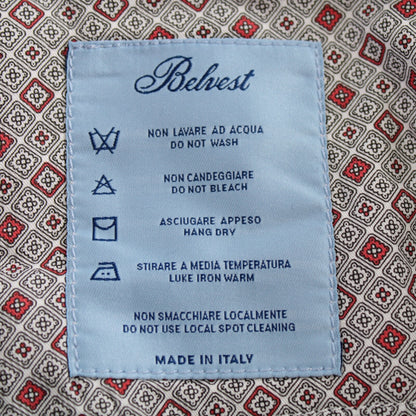 Belvest
NON LAVARE AD ACQUA
DO NOT WASH
NON CANDEGGIARE
DO NOT BLEACH
ASCIUGARE APPESO
HANG DRY
STIRARE A MEDIA TEMPERATURA
LUKE IRON WARM
NON SMACCHIARE LOCALMENTE
DO NOT USE LOCAL SPOT CLEANING
MADE IN ITALY